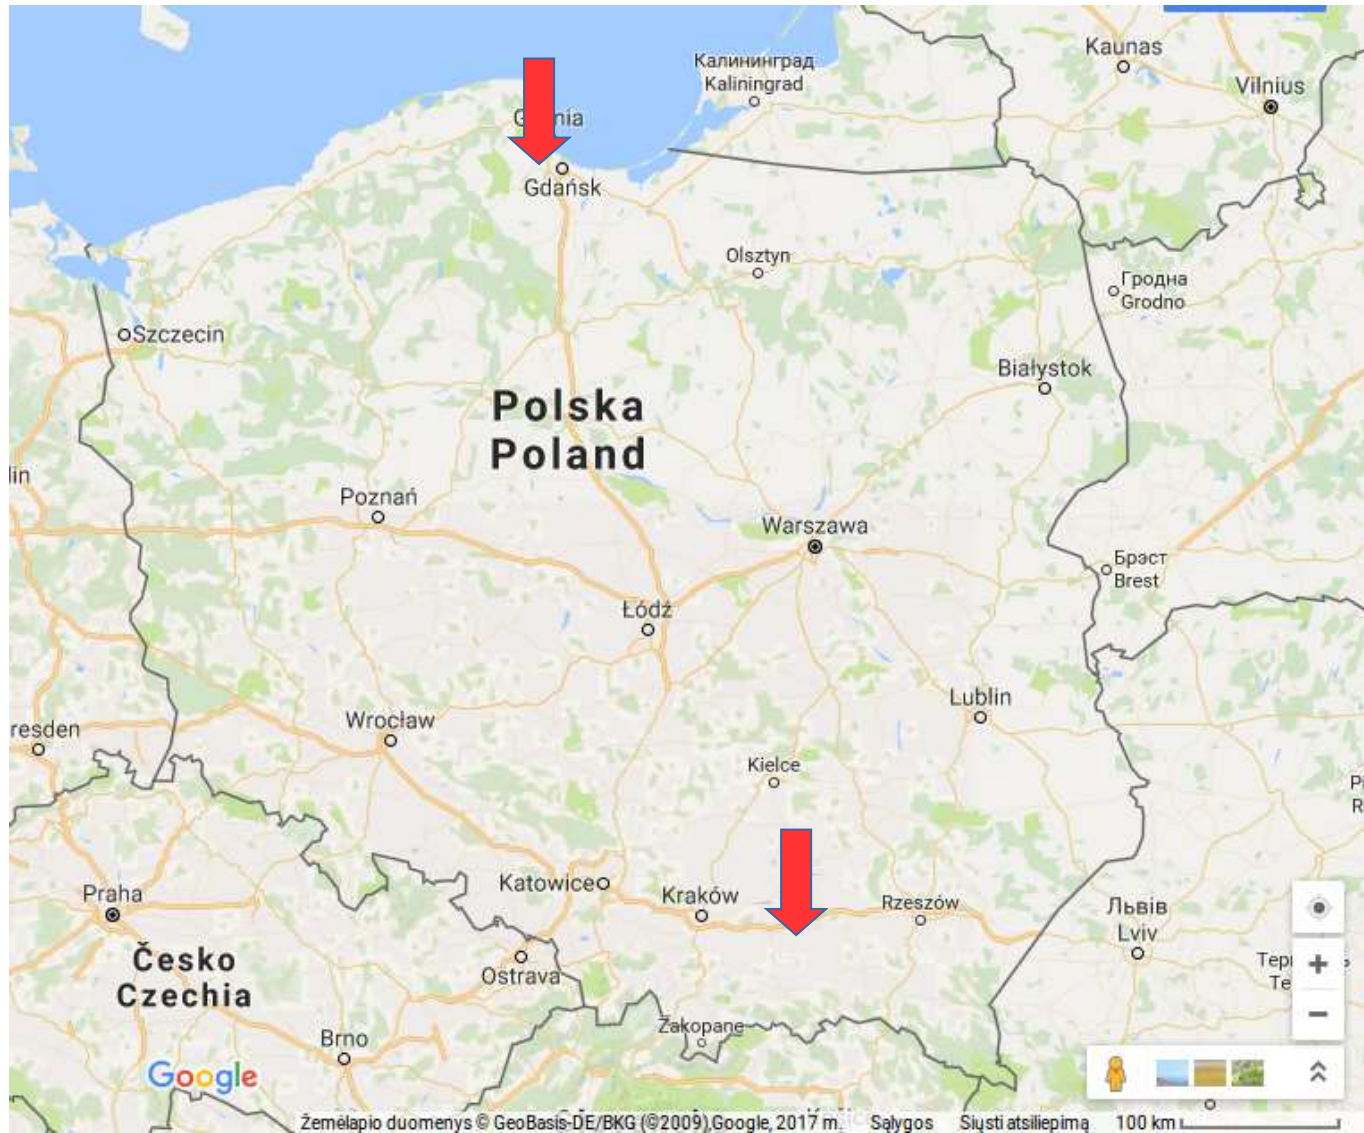 Kaunas
Калининград
Kaliningrad
Vilnius
Gdańsk
Olsztyn
Гродна
Grodno
Szczecin
Białystok
Polska
Poland
lin
Poznań
Warszawa
Брэст
Brest
Łódź
Lublin
resden
Wrocław
Kielce
Praha
Katowice
Kraków
Rzeszów
Львів
Lviv
Česko
Czechia
Ostrava
Zakopane
Brno
Google
Žemėlapio duomenys © GeoBasis-DE/BKG (©2009),Google, 2017 m. Sąlygos Siųsti atsiliepimą 100 km